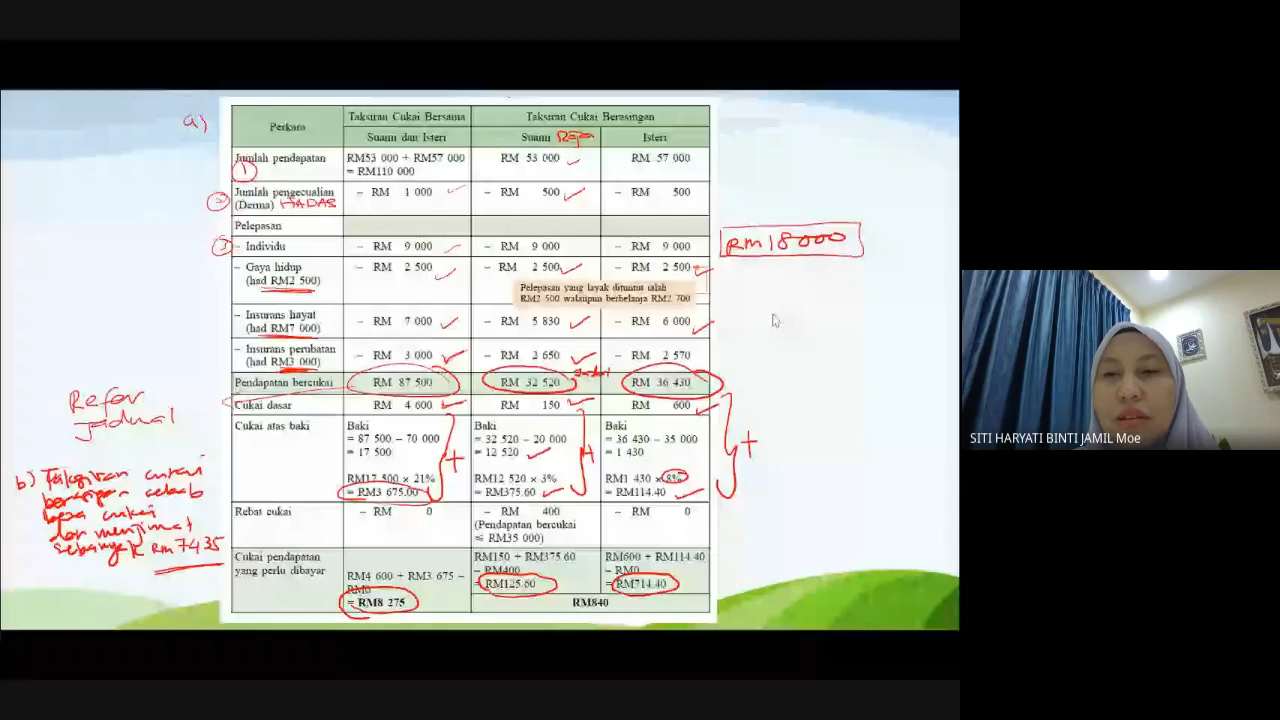 a)
Perkara
Taksiran Cukai Bersama
Taksiran Cukai Berasingan
Suami dan Isteri
Suami
Isteri
Jumlah pendapatan
RM53 000 + RM57 000
= RM110 000
RM 53 000
RM 57 000
1
2
Jumlah pengecualian
(Derma) HADAS
– RM 1 000
– RM 500
– RM 500
Pelepasan
3
– Individu
– RM 9 000
– RM 9 000
– RM 9 000
RM18000
– Gaya hidup
(had RM2 500)
– RM 2 500
– RM 2 500
– RM 2 500
Pelepasan yang layak dituntut ialah
RM2 500 walaupun berbelanja RM2 700
– Insurans hayat
(had RM7 000)
– RM 7 000
– RM 5 830
– RM 6 000
– Insurans perubatan
(had RM3 000)
– RM 3 000
– RM 2 650
– RM 2 570
Pendapatan bercukai
RM 87 500
RM 32 520
RM 36 430
Refer
Jadual
Cukai dasar
RM 4 600
RM 150
RM 600
Cukai atas baki
Baki
= 87 500 – 70 000
= 17 500
RM17 500 x 21%
= RM3 675.00
+
Baki
= 32 520 – 20 000
= 12 520
RM12 520 x 3%
= RM375.60
+
Baki
= 36 430 – 35 000
= 1 430
RM1 430 x 8%
= RM114.40
+
Rebat cukai
– RM 0
– RM 400
(Pendapatan bercukai
≤ RM35 000)
– RM 0
Cukai pendapatan
yang perlu dibayar
RM4 600 + RM3 675 –
RM0
= RM8 275
RM150 + RM375.60
– RM400
= RM125.60
RM600 + RM114.40
– RM0
= RM714.40
RM840
b) Taksiran cukai
berasingan sebab
cukai
dan menjimat
sebanyak RM7435
SITI HARYATI BINTI JAMIL Moe